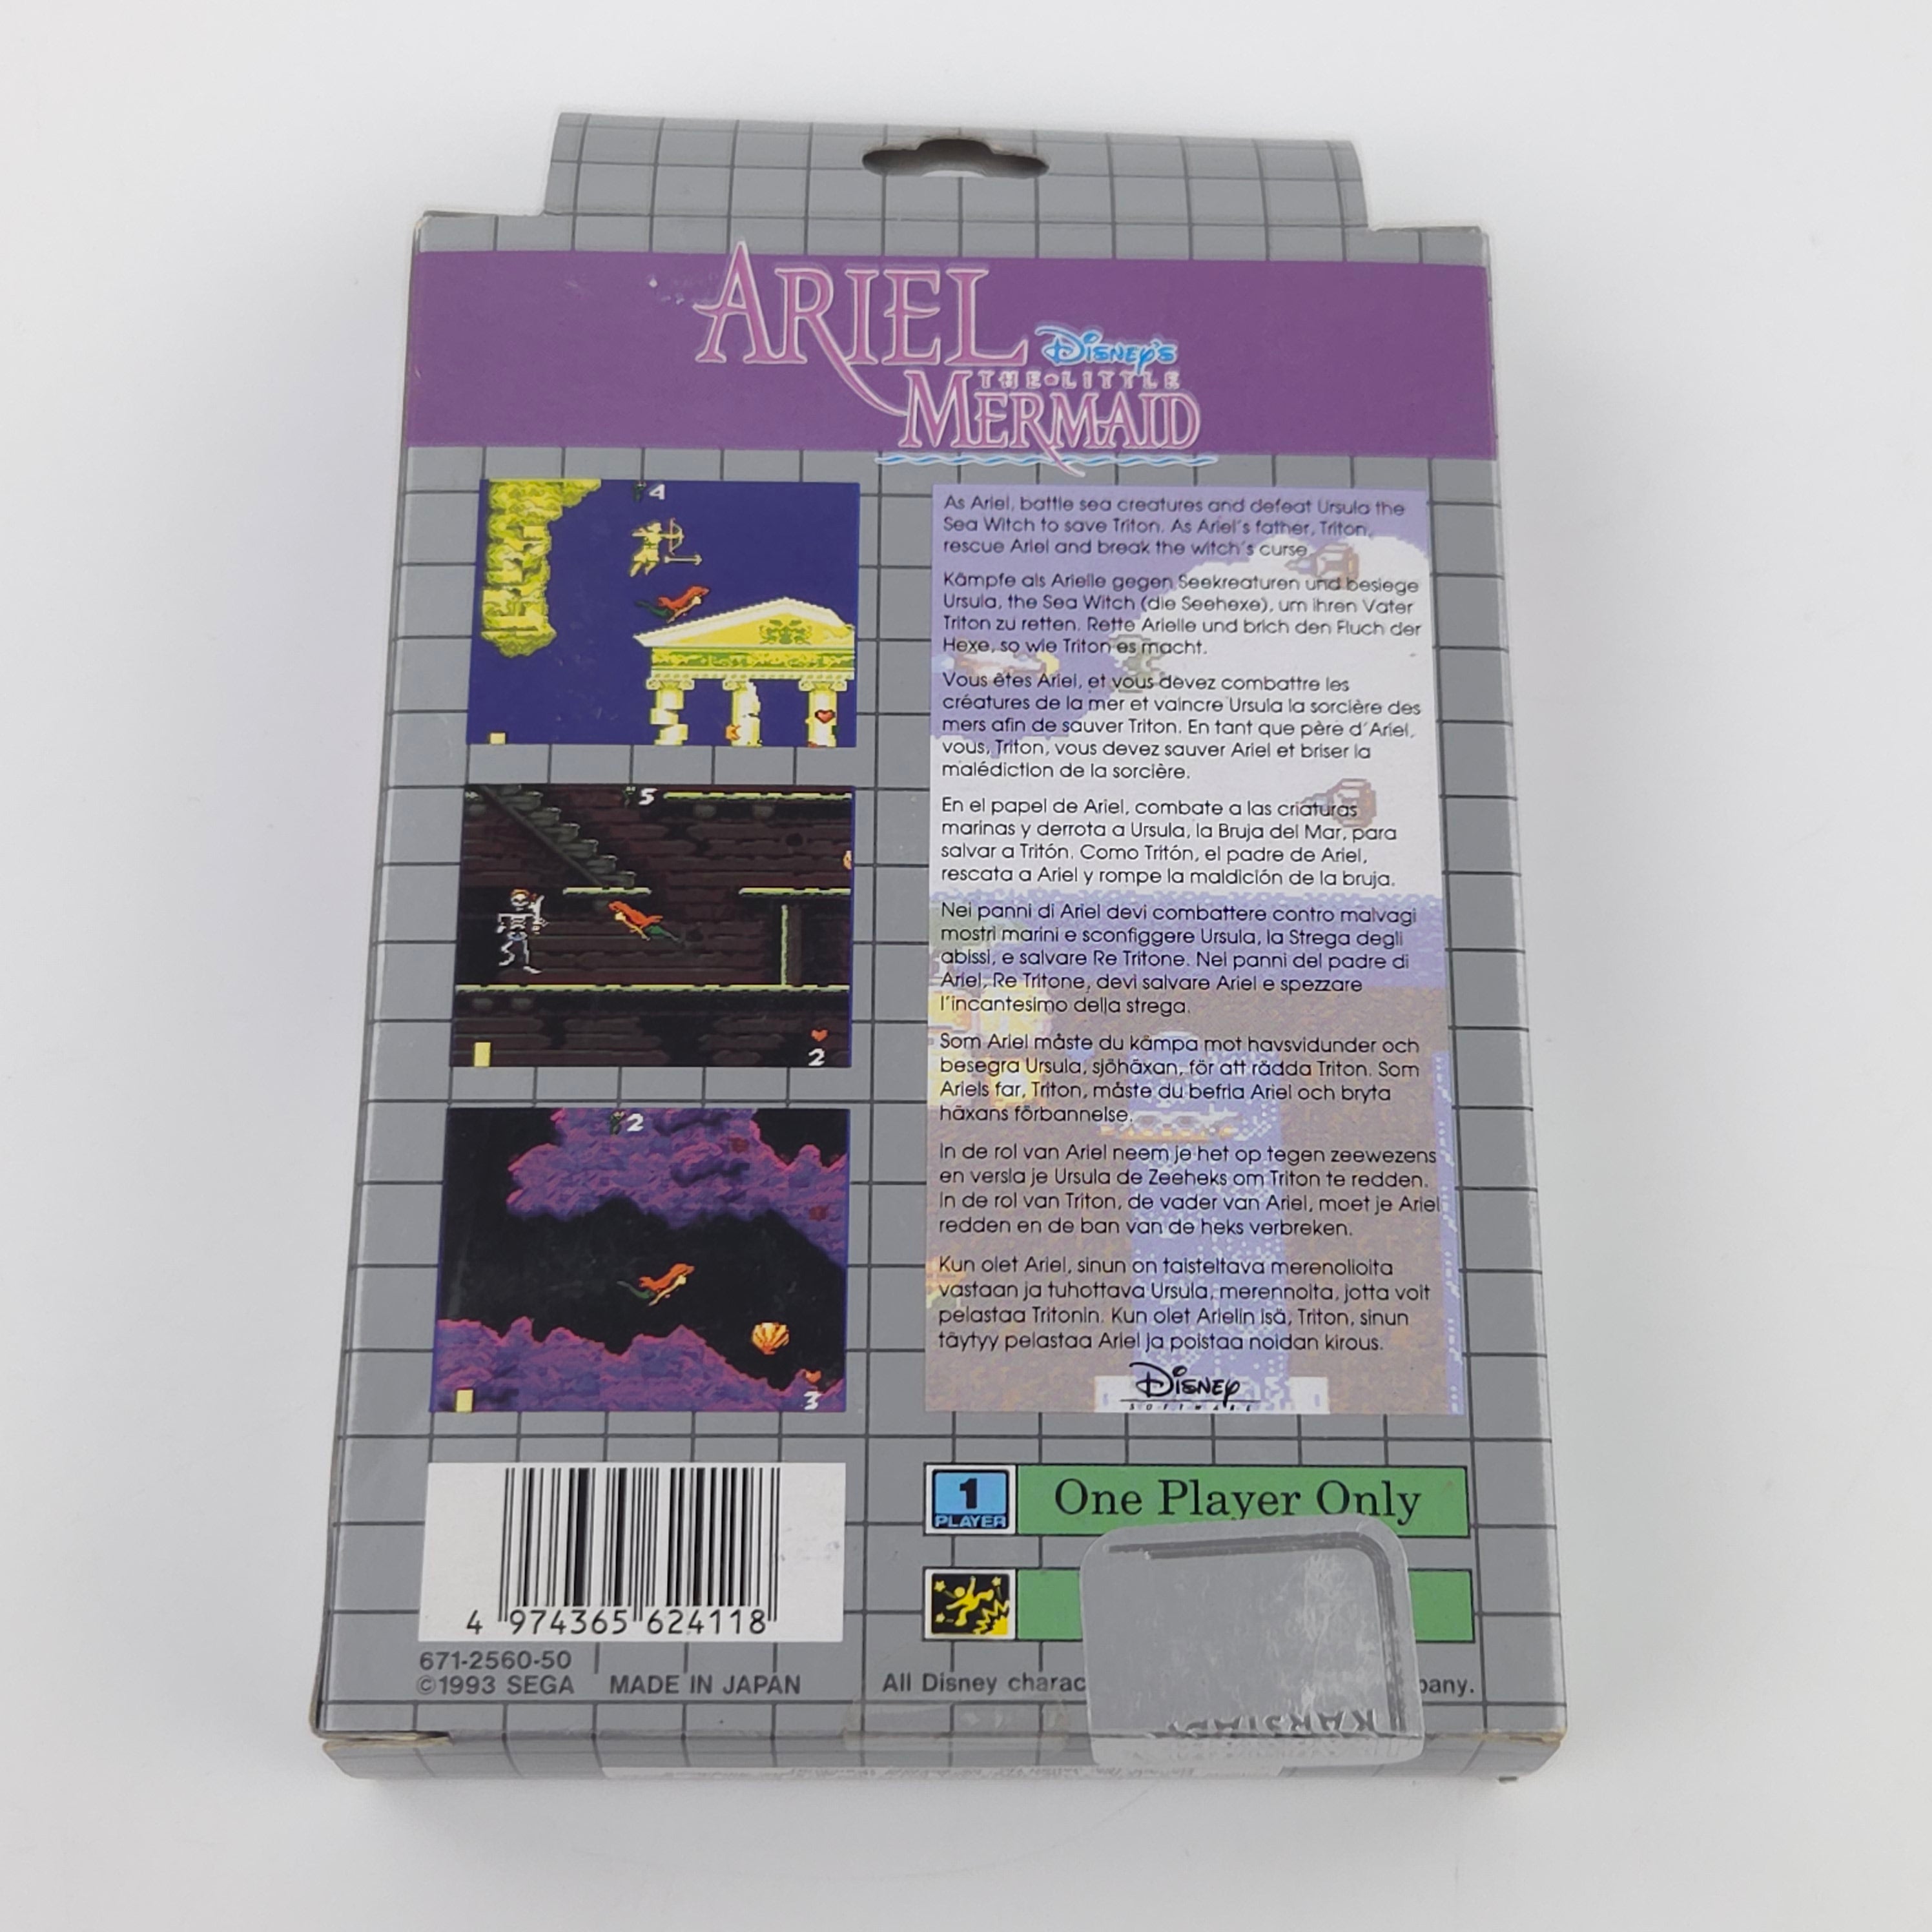 ARIEL
DISNEY'S
THE LITTLE
MERMAID
4
5
2
2
3
As Ariel, battle sea creatures and defeat Ursula the
Sea Witch to save Triton. As Ariel's father, Triton,
rescue Ariel and break the witch's curse.
Kämpfe als Arielle gegen Seekreaturen und besiege
Ursula, the Sea Witch (die Seehexe), um ihren Vater
Triton zu retten. Rette Arielle und brich den Fluch der
Hexe, so wie Triton es macht.
Vous êtes Ariel, et vous devez combattre les
créatures de la mer et vaincre Ursula la sorcière des
mers afin de sauver Triton. En tant que père d'Ariel,
vous, Triton, vous devez sauver Ariel et briser la
malédiction de la sorcière.
En el papel de Ariel, combate a las criaturas
marinas y derrota a Ursula, la Bruja del Mar, para
salvar a Tritón. Como Tritón, el padre de Ariel,
rescata a Ariel y rompe la maldición de la bruja.
Nei panni di Ariel devi combattere contro malvagi
mostri marini e sconfiggere Ursula, la Strega degli
abissi, e salvare Re Tritone. Nei panni del padre di
Ariel, Re Tritone, devi salvare Ariel e spezzare
l'incantesimo della strega.
Som Ariel måste du kämpa mot havsvidunder och
besegra Ursula, sjöhäxan, för att rädda Triton. Som
Ariels far, Triton, måste du befria Ariel och bryta
häxans förbannelse.
In de rol van Ariel neem je het op tegen zeewezens
en versla je Ursula de Zeeheks om Triton te redden.
In de rol van Triton, de vader van Ariel, moet je Ariel
redden en de ban van de heks verbreken.
Kun olet Ariel, sinun on taisteltava merenolioita
vastaan ja tuhottava Ursula, merennoita, jotta voit
pelastaa Tritonin. Kun olet Arielin isä, Triton, sinun
täytyy pelastaa Ariel ja poistaa noidan kirous.
DISNEY
SOFTWARE
1
PLAYER
One Player Only
4 974365 624118
671-2560-50
©1993 SEGA MADE IN JAPAN
All Disney charac
pany.